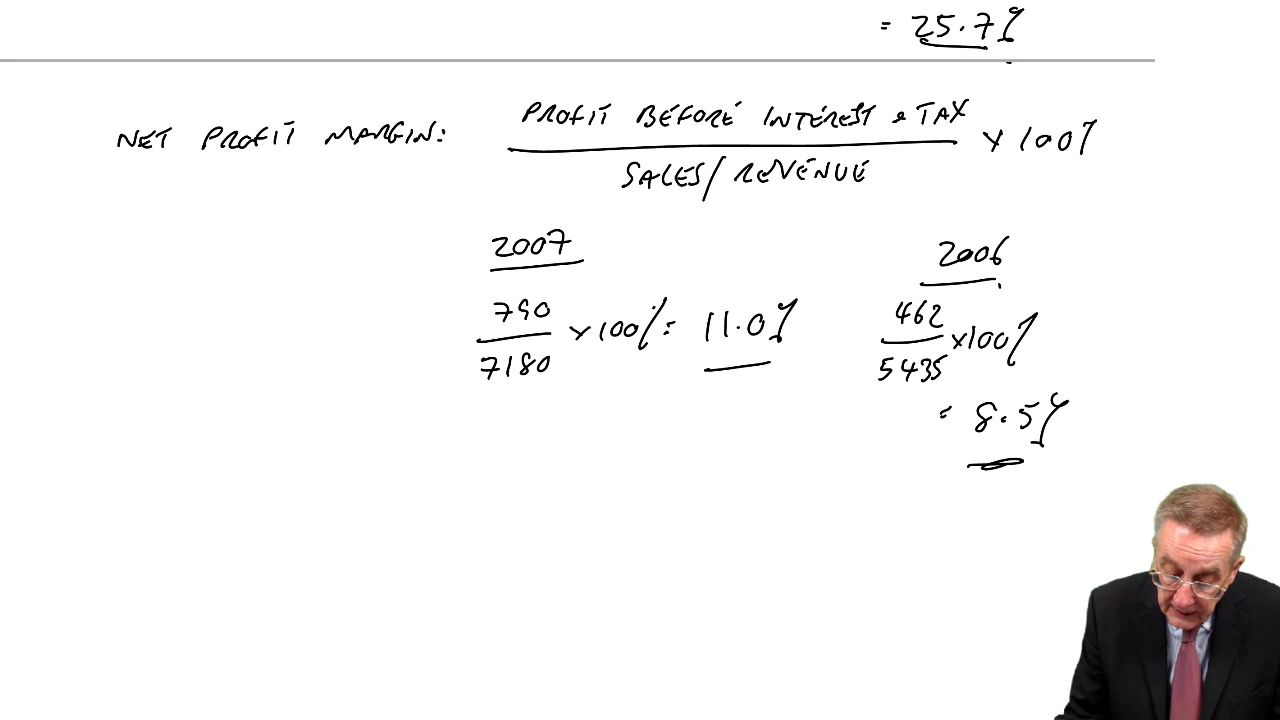 = 25.7%
NET PROFIT MARGIN: PROFIT BEFORE INTEREST & TAX / SALES/REVENUE × 100%
2007 2006
790 / 7180 ×100% = 11.0%
462 / 5435 ×100%
= 8.5%